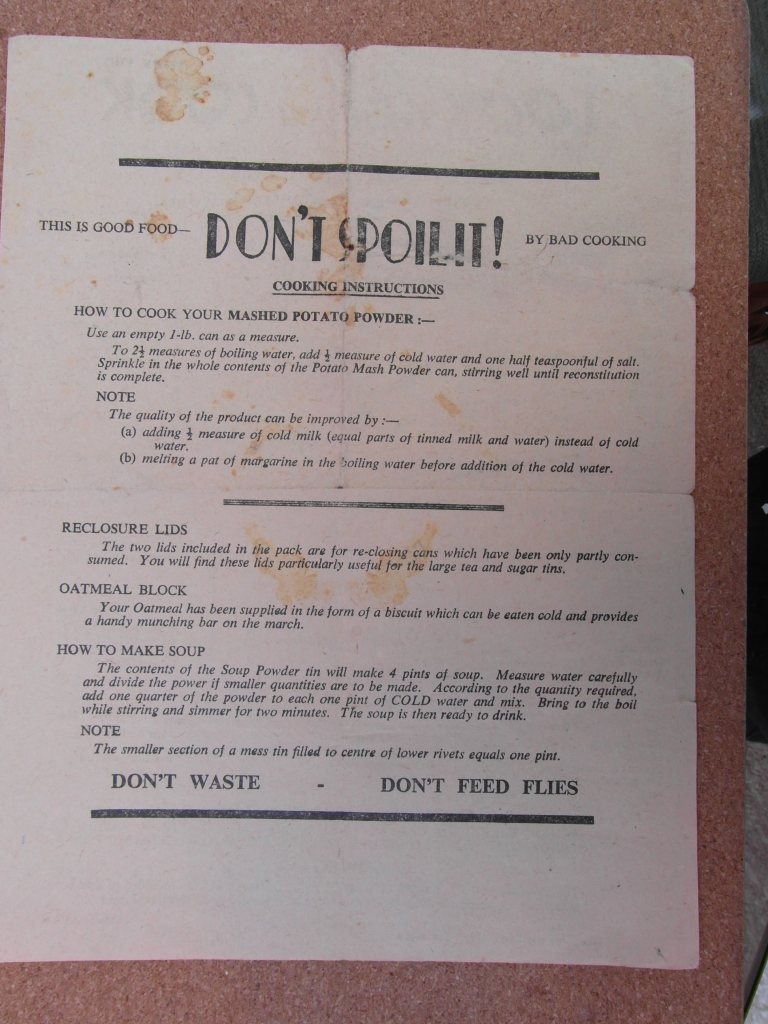 THIS IS GOOD FOOD— DON'T SPOIL IT! BY BAD COOKING
COOKING INSTRUCTIONS
HOW TO COOK YOUR MASHED POTATO POWDER :—
Use an empty 1-lb. can as a measure.
To 2½ measures of boiling water, add ½ measure of cold water and one half teaspoonful of salt.
Sprinkle in the whole contents of the Potato Mash Powder can, stirring well until reconstitution
is complete.
NOTE
The quality of the product can be improved by :—
(a) adding ½ measure of cold milk (equal parts of tinned milk and water) instead of cold
water.
(b) melting a pat of margarine in the boiling water before addition of the cold water.
RECLOSURE LIDS
The two lids included in the pack are for re-closing cans which have been only partly con-
sumed. You will find these lids particularly useful for the large tea and sugar tins.
OATMEAL BLOCK
Your Oatmeal has been supplied in the form of a biscuit which can be eaten cold and provides
a handy munching bar on the march.
HOW TO MAKE SOUP
The contents of the Soup Powder tin will make 4 pints of soup. Measure water carefully
and divide the power if smaller quantities are to be made. According to the quantity required,
add one quarter of the powder to each one pint of COLD water and mix. Bring to the boil
while stirring and simmer for two minutes. The soup is then ready to drink.
NOTE
The smaller section of a mess tin filled to centre of lower rivets equals one pint.
DON'T WASTE - DON'T FEED FLIES